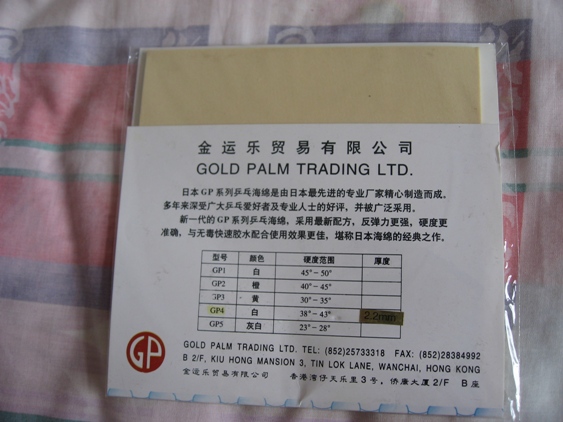 金运乐贸易有限公司
GOLD PALM TRADING LTD.
日本GP系列乒乓海绵是由日本最先进的专业厂家精心制造而成。
多年来深受广大乒乓爱好者及专业人士的好评，并被广泛采用。
新一代的GP系列乒乓海绵，采用最新配方，反弹力更强，硬度更
准确，与无毒快速胶水配合使用效果更佳，堪称日本海绵的经典之作。
型号 颜色 硬度范围 厚度
GP1 白 45°－50°
GP2 橙 40°－45°
GP3 黄 30°－35°
GP4 白 38°－43° 2.2mm
GP5 灰白 23°－28°
GP
GOLD PALM TRADING LTD. TEL: (852)25733318 FAX: (852)28384992
B 2/F, KIU HONG MANSION 3, TIN LOK LANE, WANCHAI, HONG KONG
金运乐贸易有限公司 香港湾仔天乐里3号，侨康大厦2/F B座